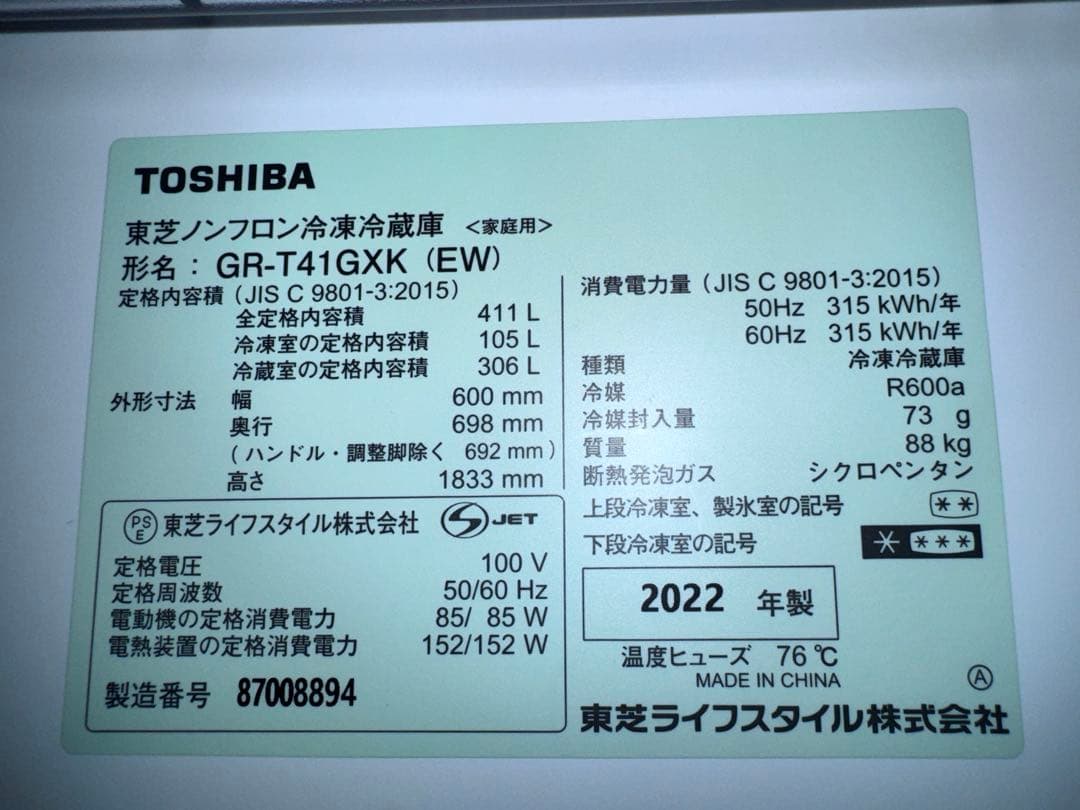 TOSHIBA
東芝ノンフロン冷凍冷蔵庫 <家庭用>
形名: GR-T41GXK (EW)
定格内容積 (JIS C 9801-3:2015)
全定格内容積 411 L
冷凍室の定格内容積 105 L
冷蔵室の定格内容積 306 L
外形寸法 幅 600 mm
奥行 698 mm
(ハンドル・調整脚除く 692 mm)
高さ 1833 mm
PSE 東芝ライフスタイル株式会社 S JET
定格電圧 100 V
定格周波数 50/60 Hz
電動機の定格消費電力 85/ 85 W
電熱装置の定格消費電力 152/152 W
製造番号 87008894
消費電力量 (JIS C 9801-3:2015)
50Hz 315 kWh/年
60Hz 315 kWh/年
種類 冷凍冷蔵庫
冷媒 R600a
冷媒封入量 73 g
質量 88 kg
断熱発泡ガス シクロペンタン
上段冷凍室、製氷室の記号 **
下段冷凍室の記号 * ***
2022 年製
温度ヒューズ 76℃
MADE IN CHINA
Ⓐ
東芝ライフスタイル株式会社